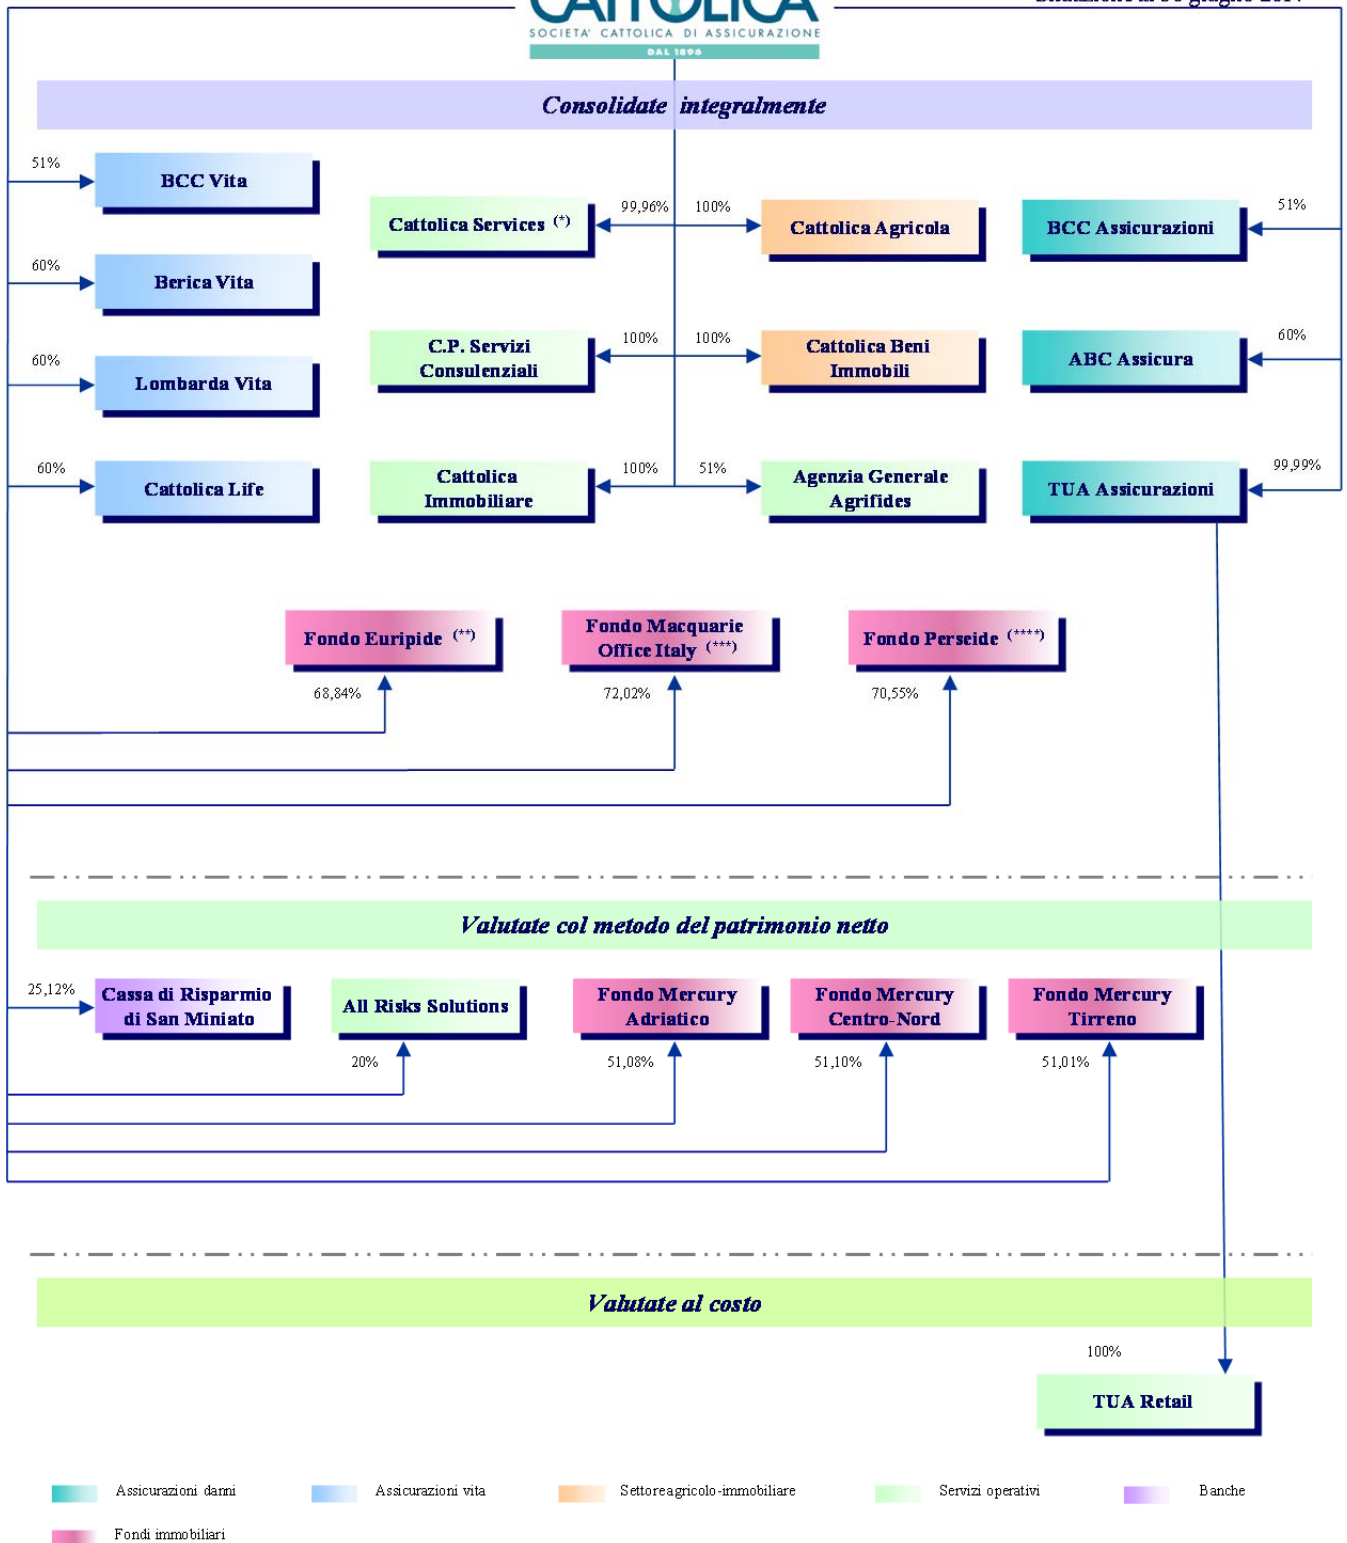 CATTOLICA
SOCIETA' CATTOLICA DI ASSICURAZIONE
DAL 1896
Consolidate integralmente
51%
BCC Vita
60%
Berica Vita
60%
Lombarda Vita
60%
Cattolica Life
Cattolica Services (*)
99,96%
100%
Cattolica Agricola
C.P. Servizi
Consulenziali
100%
100%
Cattolica Beni
Immobili
Cattolica
Immobiliare
100%
51%
Agenzia Generale
Agrifides
BCC Assicurazioni
51%
ABC Assicura
60%
TUA Assicurazioni
99,99%
Fondo Euripide (**)
68,84%
Fondo Macquarie
Office Italy (***)
72,02%
Fondo Perseide (****)
70,55%
Valutate col metodo del patrimonio netto
25,12%
Cassa di Risparmio
di San Miniato
All Risks Solutions
20%
Fondo Mercury
Adriatico
51,08%
Fondo Mercury
Centro-Nord
51,10%
Fondo Mercury
Tirreno
51,01%
Valutate al costo
100%
TUA Retail
Assicurazioni danni
Assicurazioni vita
Settore agricolo-immobiliare
Servizi operativi
Banche
Fondi immobiliari